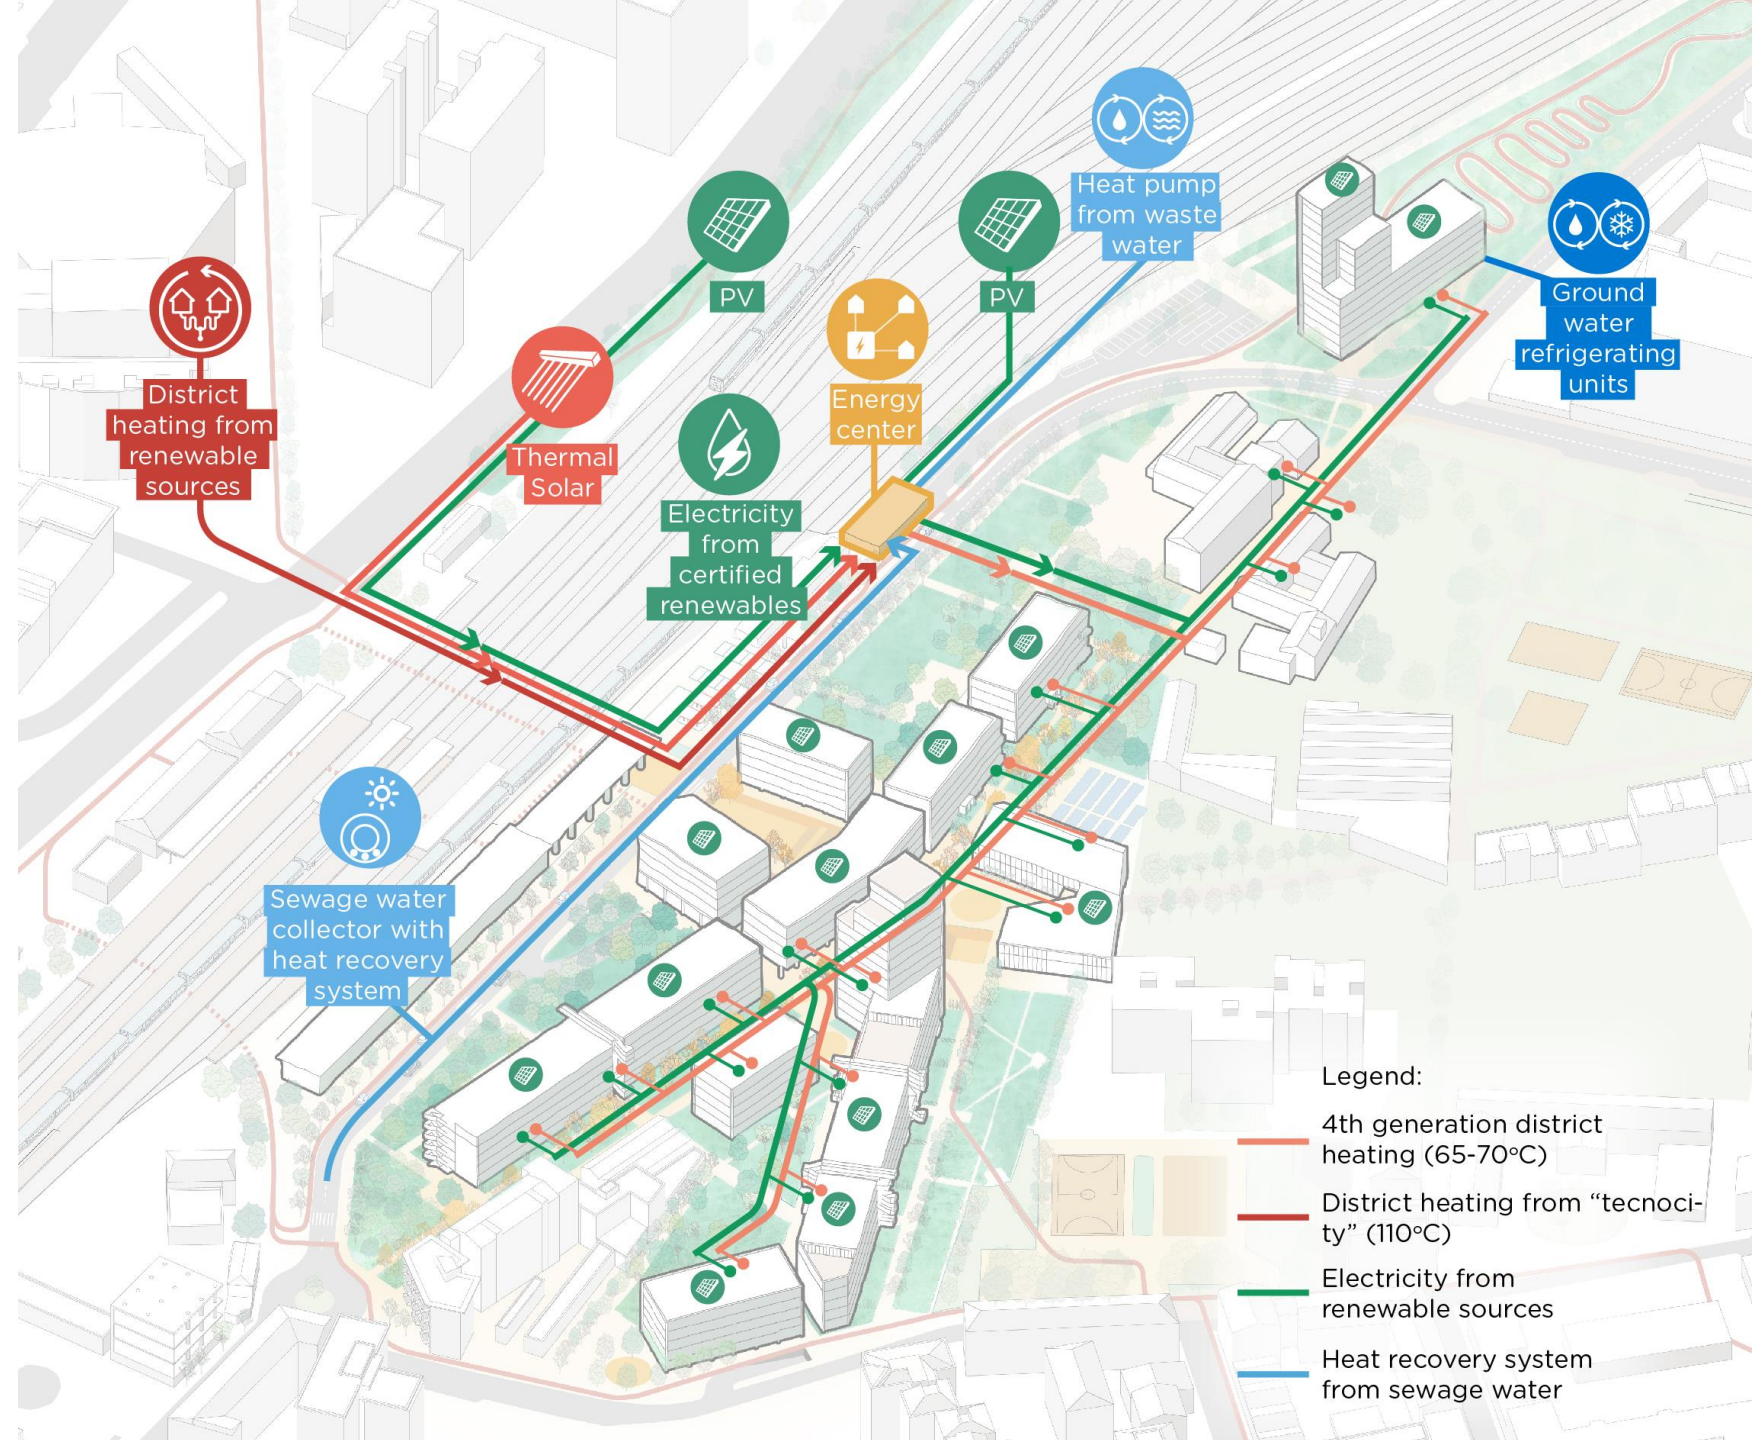 Heat pump
from waste
water
PV
PV
Ground
water
refrigerating
units
District
heating from
renewable
sources
Energy
center
Thermal
Solar
Electricity
from
certified
renewables
Sewage water
collector with
heat recovery
system
Legend:
4th generation district
heating (65-70°C)
District heating from “tecnoci-
ty” (110°C)
Electricity from
renewable sources
Heat recovery system
from sewage water